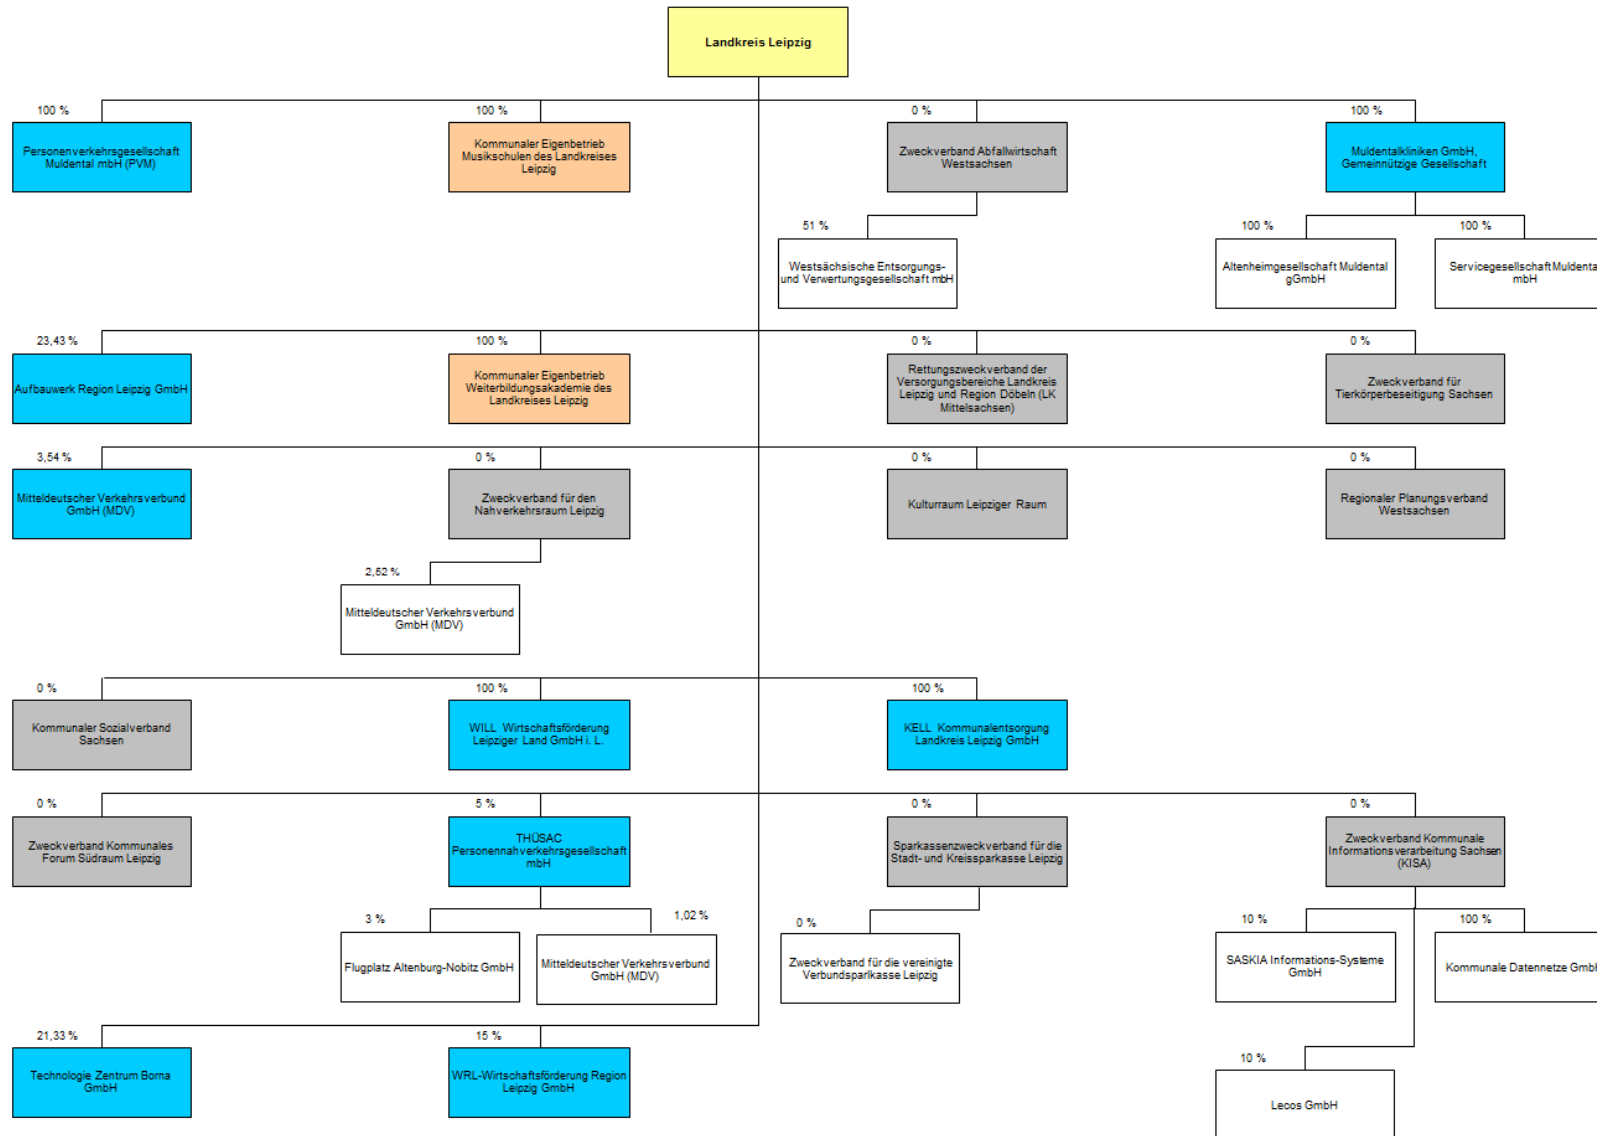 Landkreis Leipzig
100 %
100 %
0 %
100 %
Personenverkehrsgesellschaft
Muldental mbH (PVM)
Kommunaler Eigenbetrieb
Musikschulen des Landkreises
Leipzig
Zweckverband Abfallwirtschaft
Westsachsen
Muldentalkliniken GmbH,
Gemeinnützige Gesellschaft
51 %
100 %
100 %
Westsächsische Entsorgungs-
und Verwertungsgesellschaft mbH
Altenheimgesellschaft Muldental
gGmbH
Servicegesellschaft Muldenta
mbH
23,43 %
100 %
0 %
0 %
Aufbauwerk Region Leipzig GmbH
Kommunaler Eigenbetrieb
Weiterbildungsakademie des
Landkreises Leipzig
Rettungszweckverband der
Versorgungsbereiche Landkreis
Leipzig und Region Döbeln (LK
Mittelsachsen)
Zweckverband für
Tierkörperbeseitigung Sachsen
3,54 %
0 %
0 %
0 %
Mitteldeutscher Verkehrsverbund
GmbH (MDV)
Zweckverband für den
Nahverkehrsraum Leipzig
Kulturraum Leipziger Raum
Regionaler Planungsverband
Westsachsen
2,52 %
Mitteldeutscher Verkehrsverbund
GmbH (MDV)
0 %
100 %
100 %
Kommunaler Sozialverband
Sachsen
WILL Wirtschaftsförderung
Leipziger Land GmbH i. L.
KELL Kommunalentsorgung
Landkreis Leipzig GmbH
0 %
5 %
0 %
0 %
Zweckverband Kommunales
Forum Südraum Leipzig
THÜSAC
Personennahverkehrsgesellschaft
mbH
Sparkassenzweckverband für die
Stadt- und Kreissparkasse Leipzig
Zweckverband Kommunale
Informationsverarbeitung Sachsen
(KISA)
3 %
1,02 %
0 %
10 %
100 %
Flugplatz Altenburg-Nobitz GmbH
Mitteldeutscher Verkehrsverbund
GmbH (MDV)
Zweckverband für die vereinigte
Verbundsparlkasse Leipzig
SASKIA Informations-Systeme
GmbH
Kommunale Datennetze GmbH
21,33 %
15 %
10 %
Technologie Zentrum Borna
GmbH
WRL-Wirtschaftsförderung Region
Leipzig GmbH
Lecos GmbH